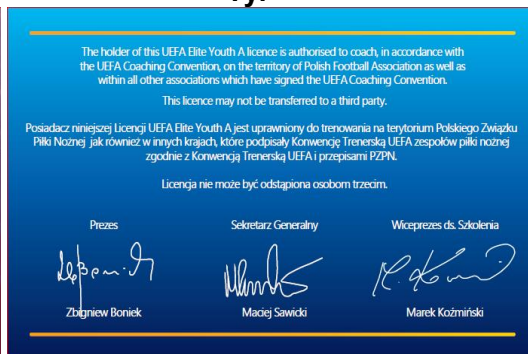 The holder of this UEFA Elite Youth A licence is authorised to coach, in accordance with
the UEFA Coaching Convention, on the territory of Polish Football Association as well as
within all other associations which have signed the UEFA Coaching Convention.
This licence may not be transferred to a third party.
Posiadacz niniejszej Licencji UEFA Elite Youth A jest uprawniony do trenowania na terytorium Polskiego Związku
Piłki Nożnej jak również w innych krajach, które podpisały Konwencję Trenerską UEFA zespołów piłki nożnej
zgodnie z Konwencją Trenerską UEFA i przepisami PZPN.
Licencja nie może być odstąpiona osobom trzecim.
Prezes Sekretarz Generalny Wiceprezes ds. Szkolenia
Zbigniew Boniek Maciej Sawicki Marek Koźmiński